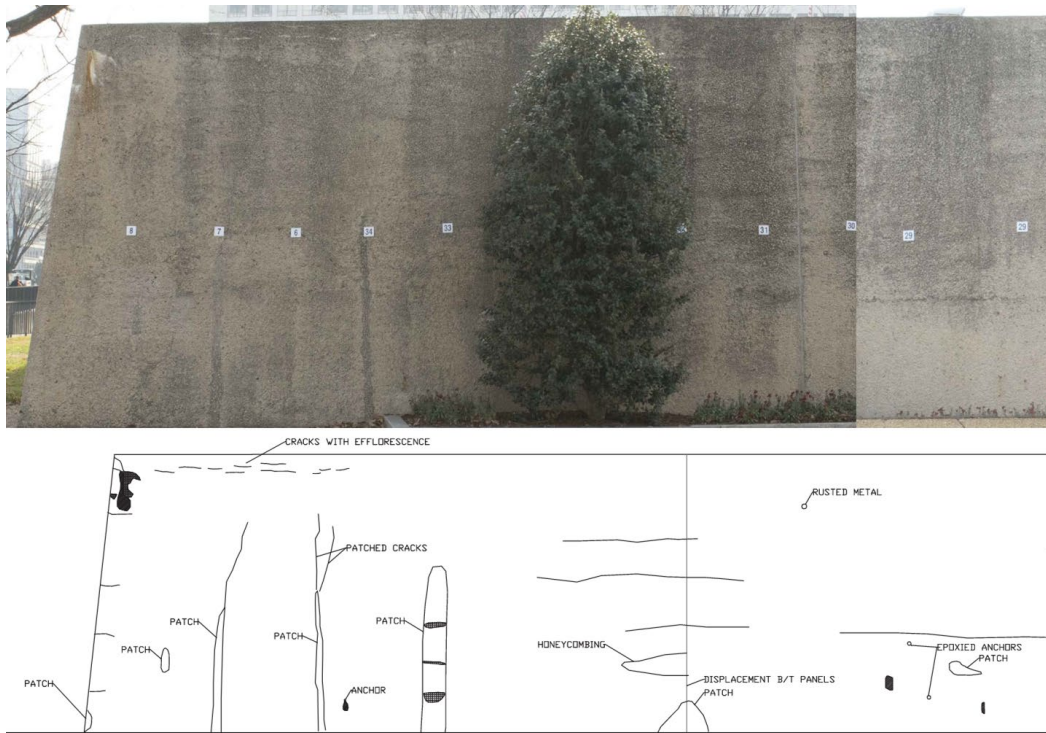 8
7
6
34
33
31
30
29
29
CRACKS WITH EFFLORESCENCE
RUSTED METAL
PATCHED CRACKS
PATCH
PATCH
PATCH
PATCH
HONEYCOMBING
EPOXIED ANCHORS
PATCH
PATCH
ANCHOR
DISPLACEMENT B/T PANELS
PATCH